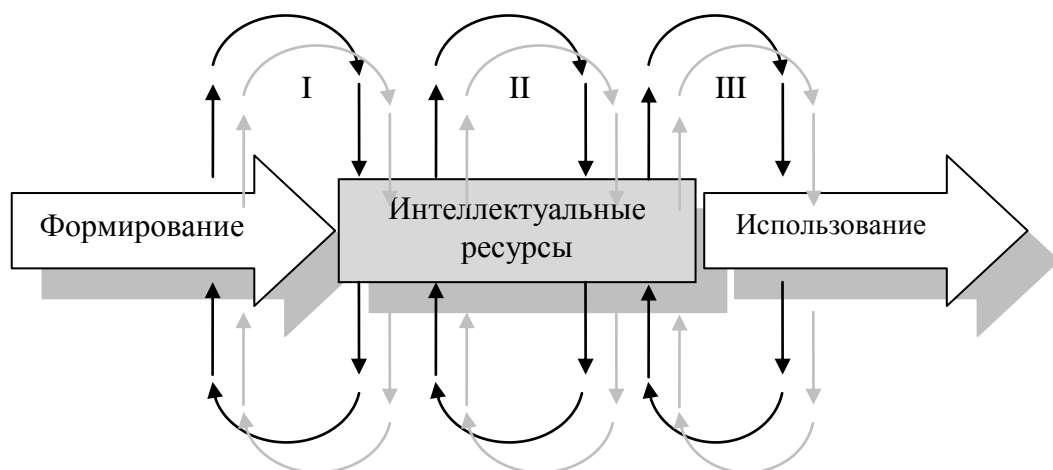 I
II
III
Формирование
Интеллектуальные
ресурсы
Использование